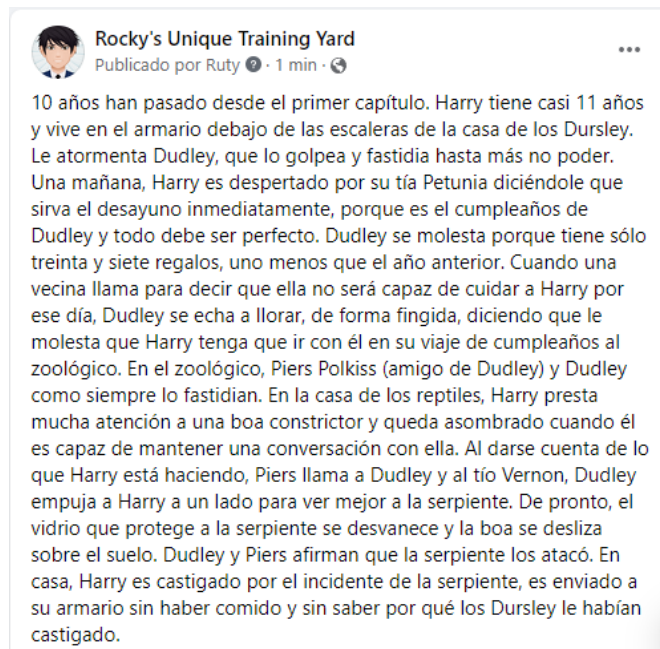 Rocky's Unique Training Yard
Publicado por Ruty · 1 min ·
10 años han pasado desde el primer capítulo. Harry tiene casi 11 años
y vive en el armario debajo de las escaleras de la casa de los Dursley.
Le atormenta Dudley, que lo golpea y fastidia hasta más no poder.
Una mañana, Harry es despertado por su tía Petunia diciéndole que
sirva el desayuno inmediatamente, porque es el cumpleaños de
Dudley y todo debe ser perfecto. Dudley se molesta porque tiene sólo
treinta y siete regalos, uno menos que el año anterior. Cuando una
vecina llama para decir que ella no será capaz de cuidar a Harry por
ese día, Dudley se echa a llorar, de forma fingida, diciendo que le
molesta que Harry tenga que ir con él en su viaje de cumpleaños al
zoológico. En el zoológico, Piers Polkiss (amigo de Dudley) y Dudley
como siempre lo fastidian. En la casa de los reptiles, Harry presta
mucha atención a una boa constrictor y queda asombrado cuando él
es capaz de mantener una conversación con ella. Al darse cuenta de lo
que Harry está haciendo, Piers llama a Dudley y al tío Vernon, Dudley
empuja a Harry a un lado para ver mejor a la serpiente. De pronto, el
vidrio que protege a la serpiente se desvanece y la boa se desliza
sobre el suelo. Dudley y Piers afirman que la serpiente los atacó. En
casa, Harry es castigado por el incidente de la serpiente, es enviado a
su armario sin haber comido y sin saber por qué los Dursley le habían
castigado.